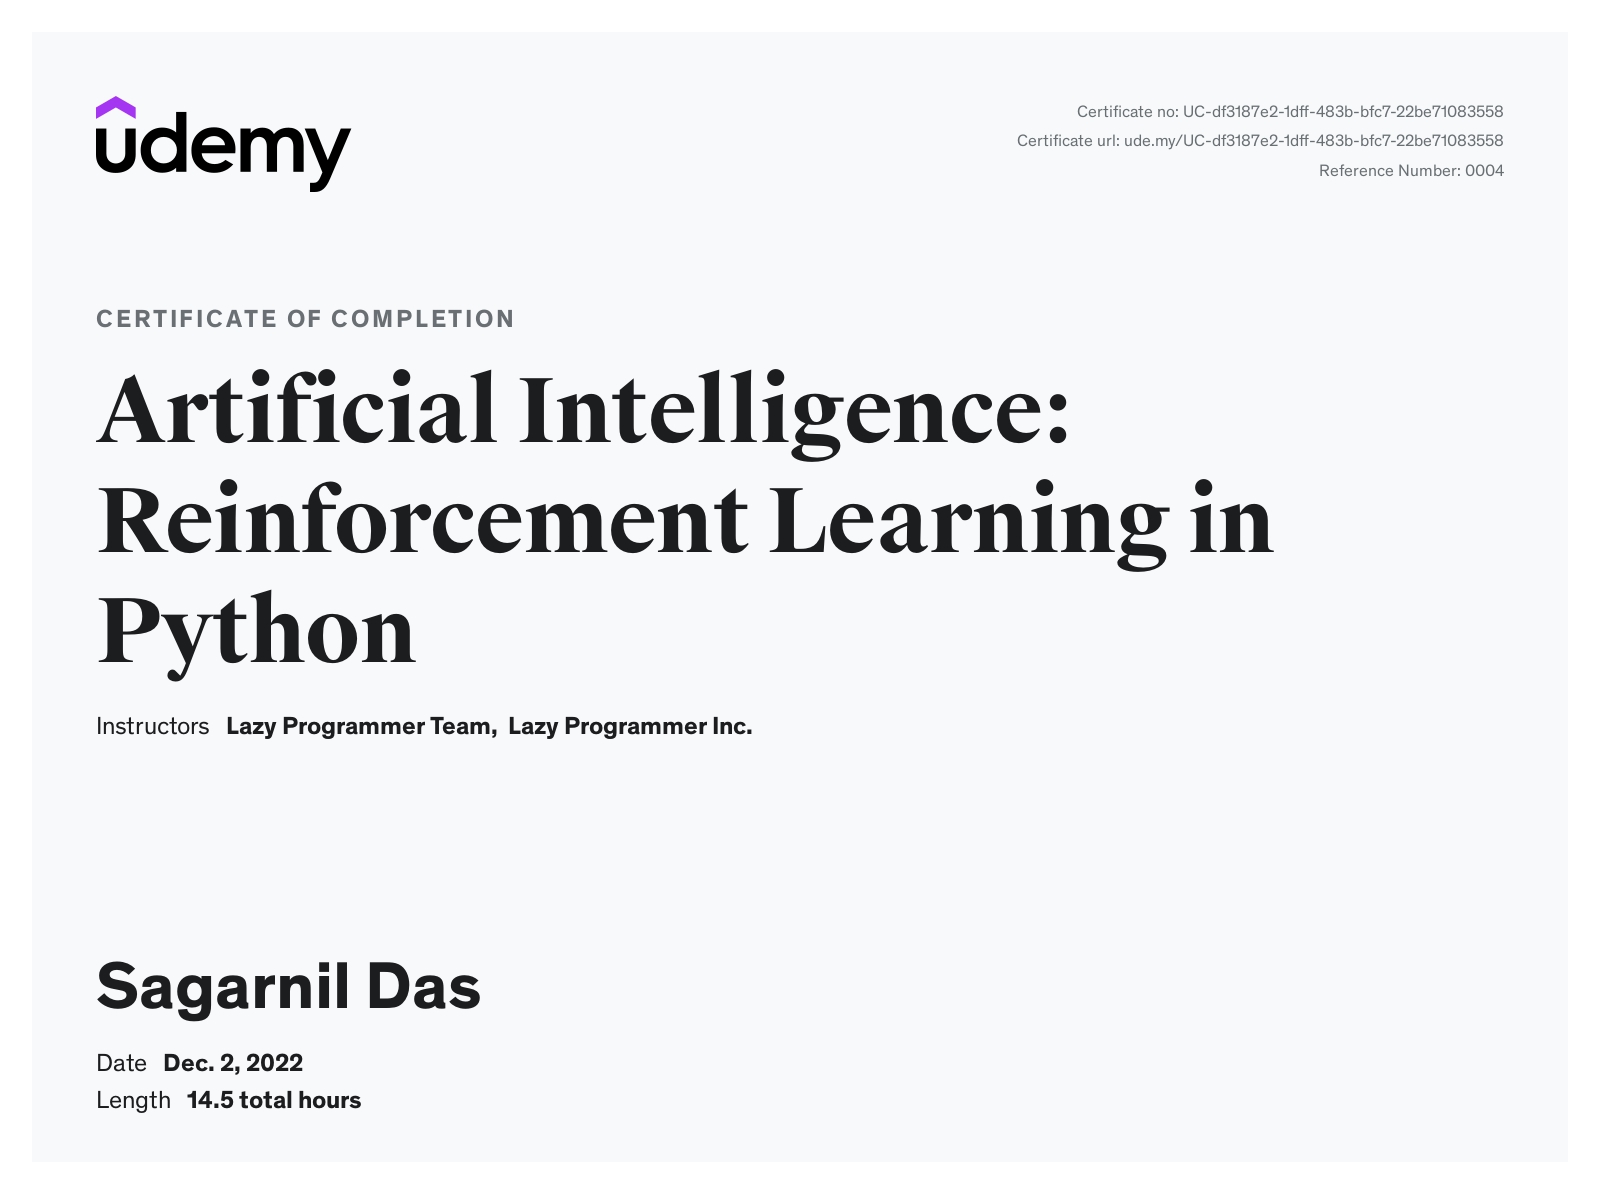 udemy
Certificate no: UC-df3187e2-1dff-483b-bfc7-22be71083558
Certificate url: ude.my/UC-df3187e2-1dff-483b-bfc7-22be71083558
Reference Number: 0004
CERTIFICATE OF COMPLETION
Artificial Intelligence:
Reinforcement Learning in
Python
Instructors Lazy Programmer Team, Lazy Programmer Inc.
Sagarnil Das
Date Dec. 2, 2022
Length 14.5 total hours